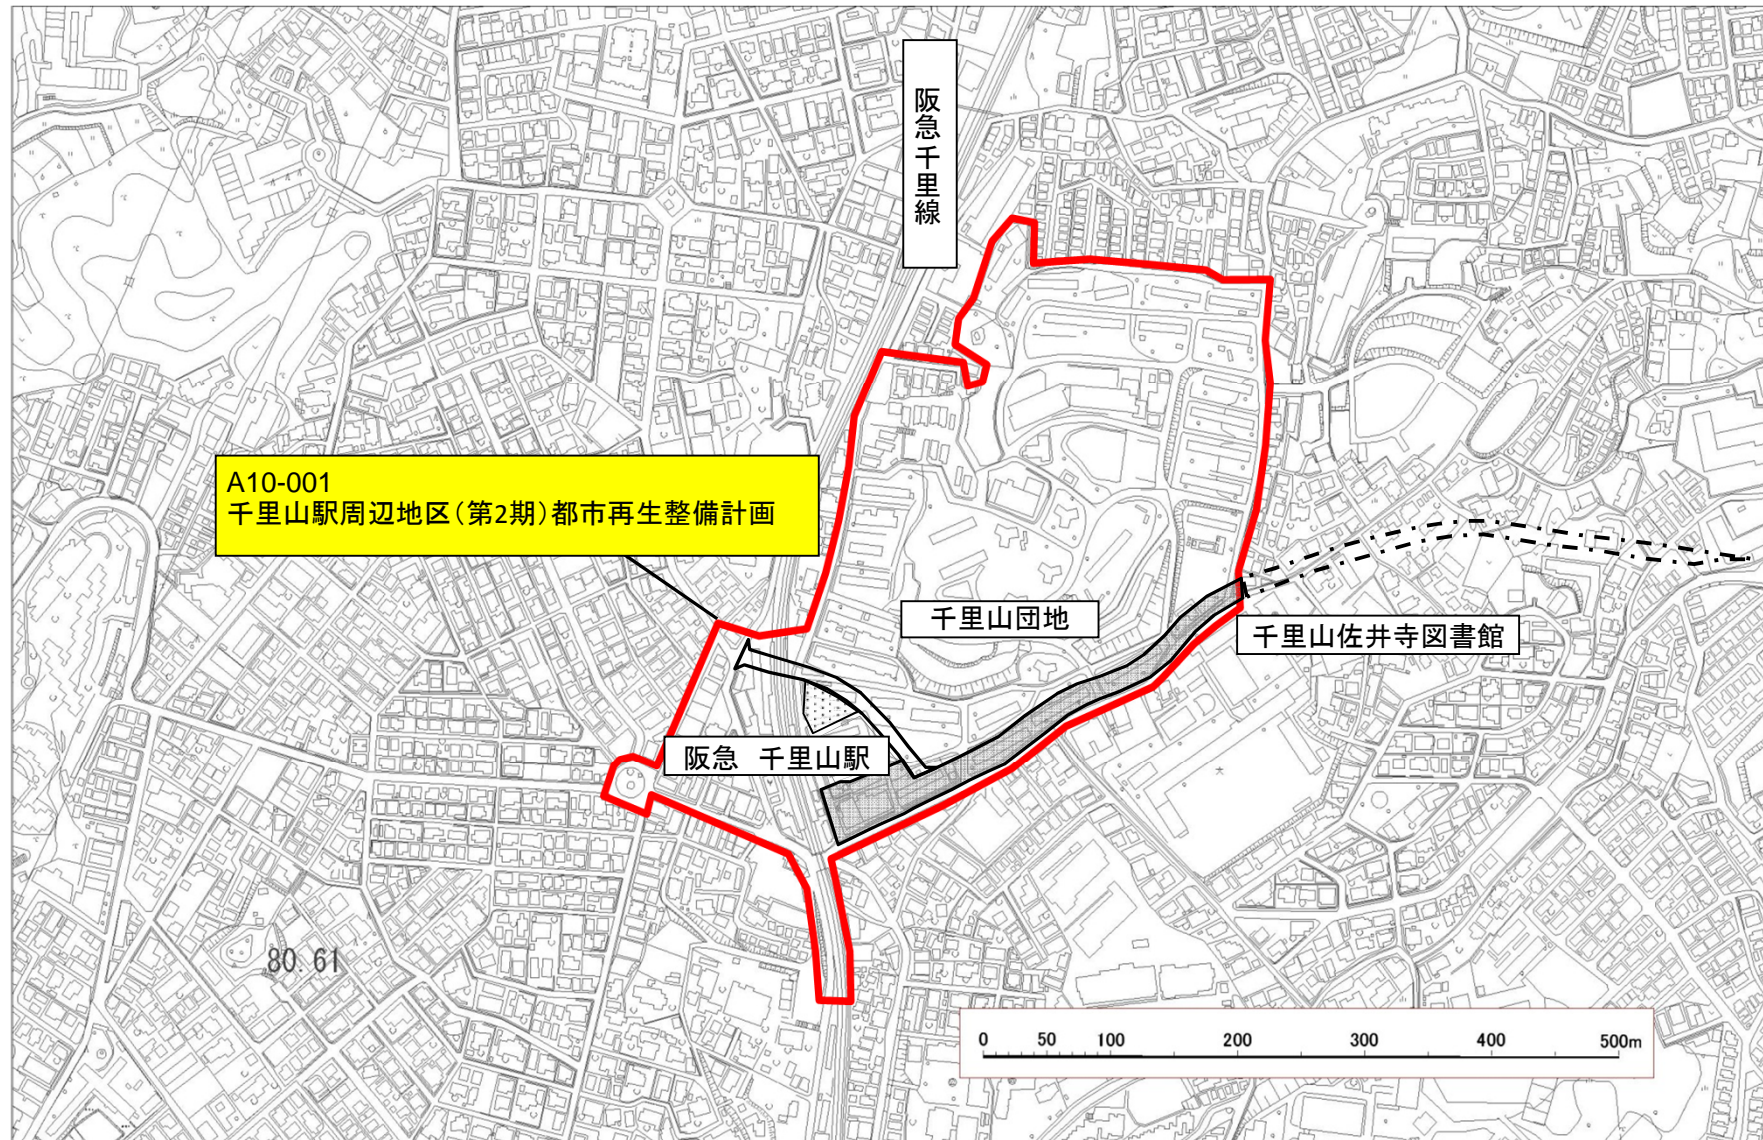 阪急千里線
A10-001
千里山駅周辺地区（第2期）都市再生整備計画
千里山団地
千里山佐井寺図書館
阪急　千里山駅
80.61
0 50 100 200 300 400 500m